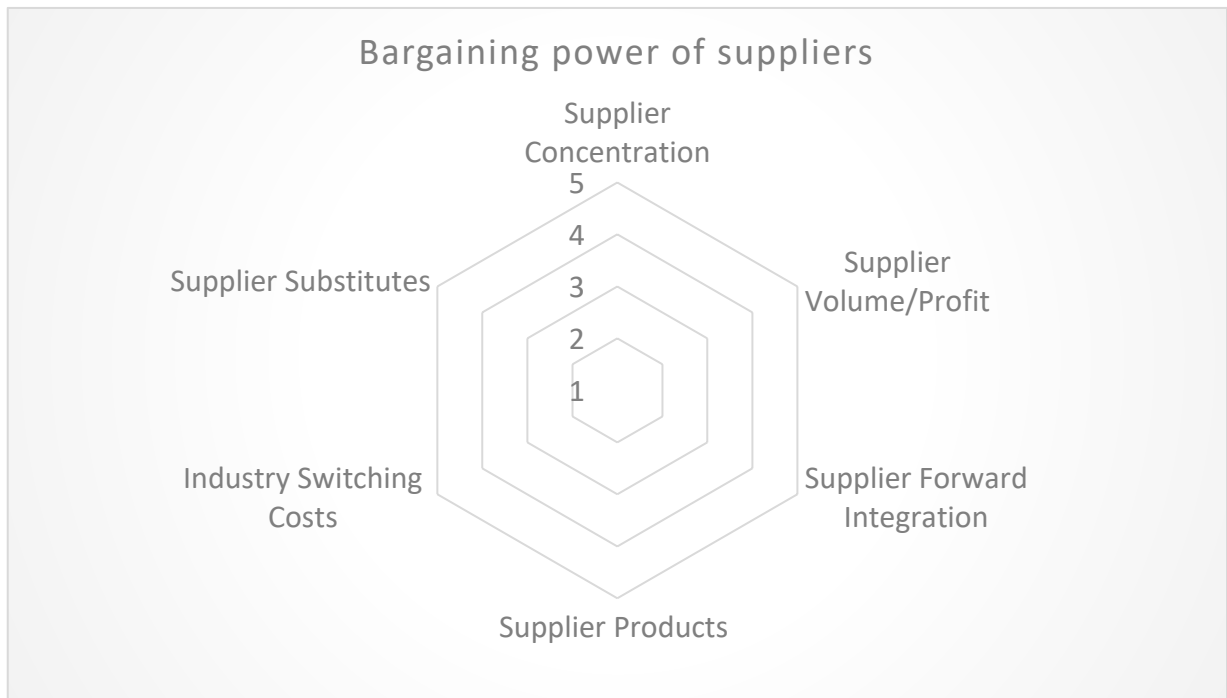 Bargaining power of suppliers
Supplier
Concentration
5
4
3
2
1
Supplier
Volume/Profit
Supplier Forward
Integration
Supplier Products
Industry Switching
Costs
Supplier Substitutes